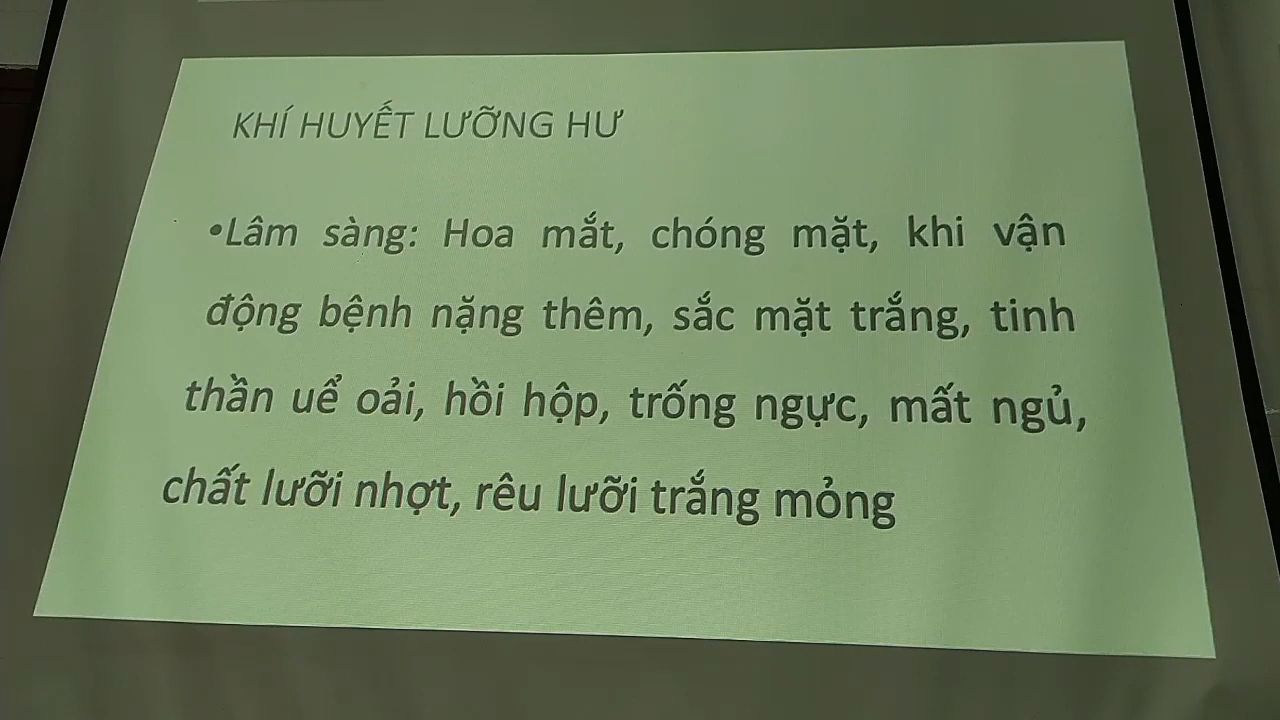 KHÍ HUYẾT LƯỠNG HƯ
•Lâm sàng: Hoa mắt, chóng mặt, khi vận
động bệnh nặng thêm, sắc mặt trắng, tinh
thần uể oải, hồi hộp, trống ngực, mất ngủ,
chất lưỡi nhợt, rêu lưỡi trắng mỏng